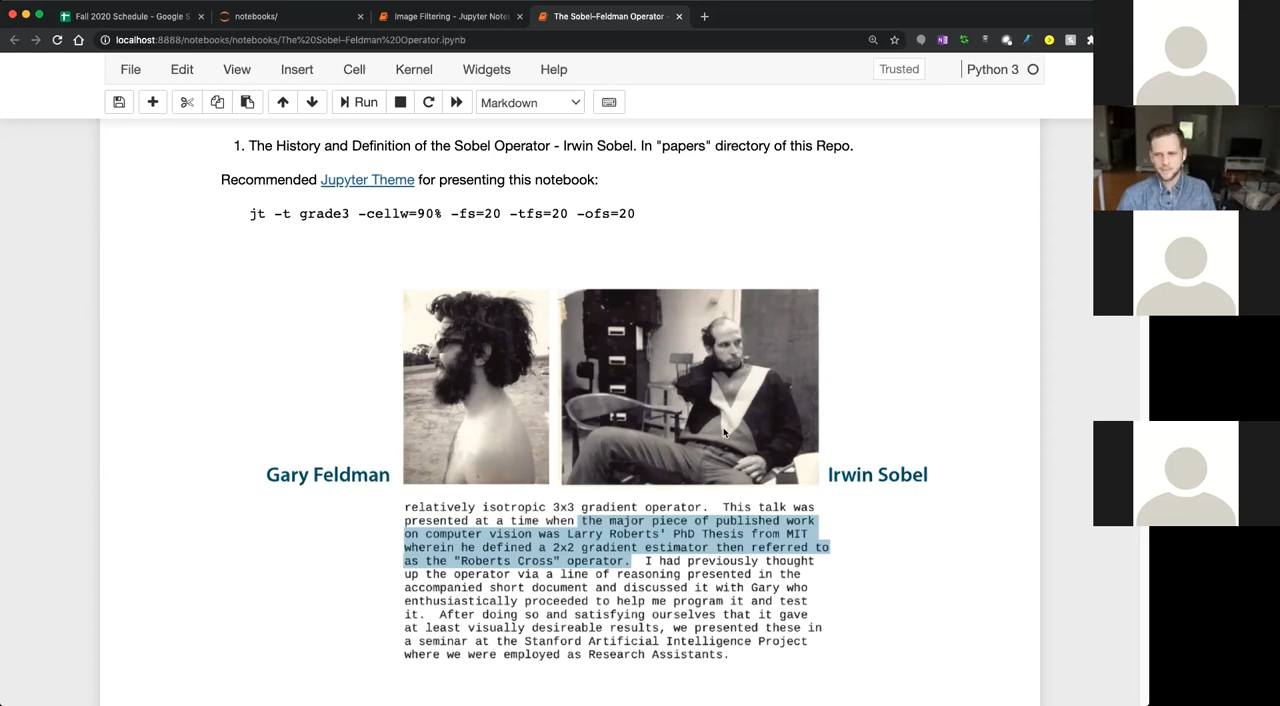 Fall 2020 Schedule - Google S
notebooks/
Image Filtering - Jupyter Note
The Sobel–Feldman Operator -
localhost:8888/notebooks/notebooks/The%20Sobel–Feldman%20Operator.ipynb
File Edit View Insert Cell Kernel Widgets Help Trusted Python 3
Run Markdown
1. The History and Definition of the Sobel Operator - Irwin Sobel. In "papers" directory of this Repo.
Recommended Jupyter Theme for presenting this notebook:
jt -t grade3 -cellw=90% -fs=20 -tfs=20 -ofs=20
Gary Feldman
Irwin Sobel
relatively isotropic 3x3 gradient operator. This talk was
presented at a time when the major piece of published work
on computer vision was Larry Roberts' PhD Thesis from MIT
wherein he defined a 2x2 gradient estimator then referred to
as the "Roberts Cross" operator. I had previously thought
up the operator via a line of reasoning presented in the
accompanied short document and discussed it with Gary who
enthusiastically proceeded to help me program it and test
it. After doing so and satisfying ourselves that it gave
at least visually desireable results, we presented these in
a seminar at the Stanford Artificial Intelligence Project
where we were employed as Research Assistants.